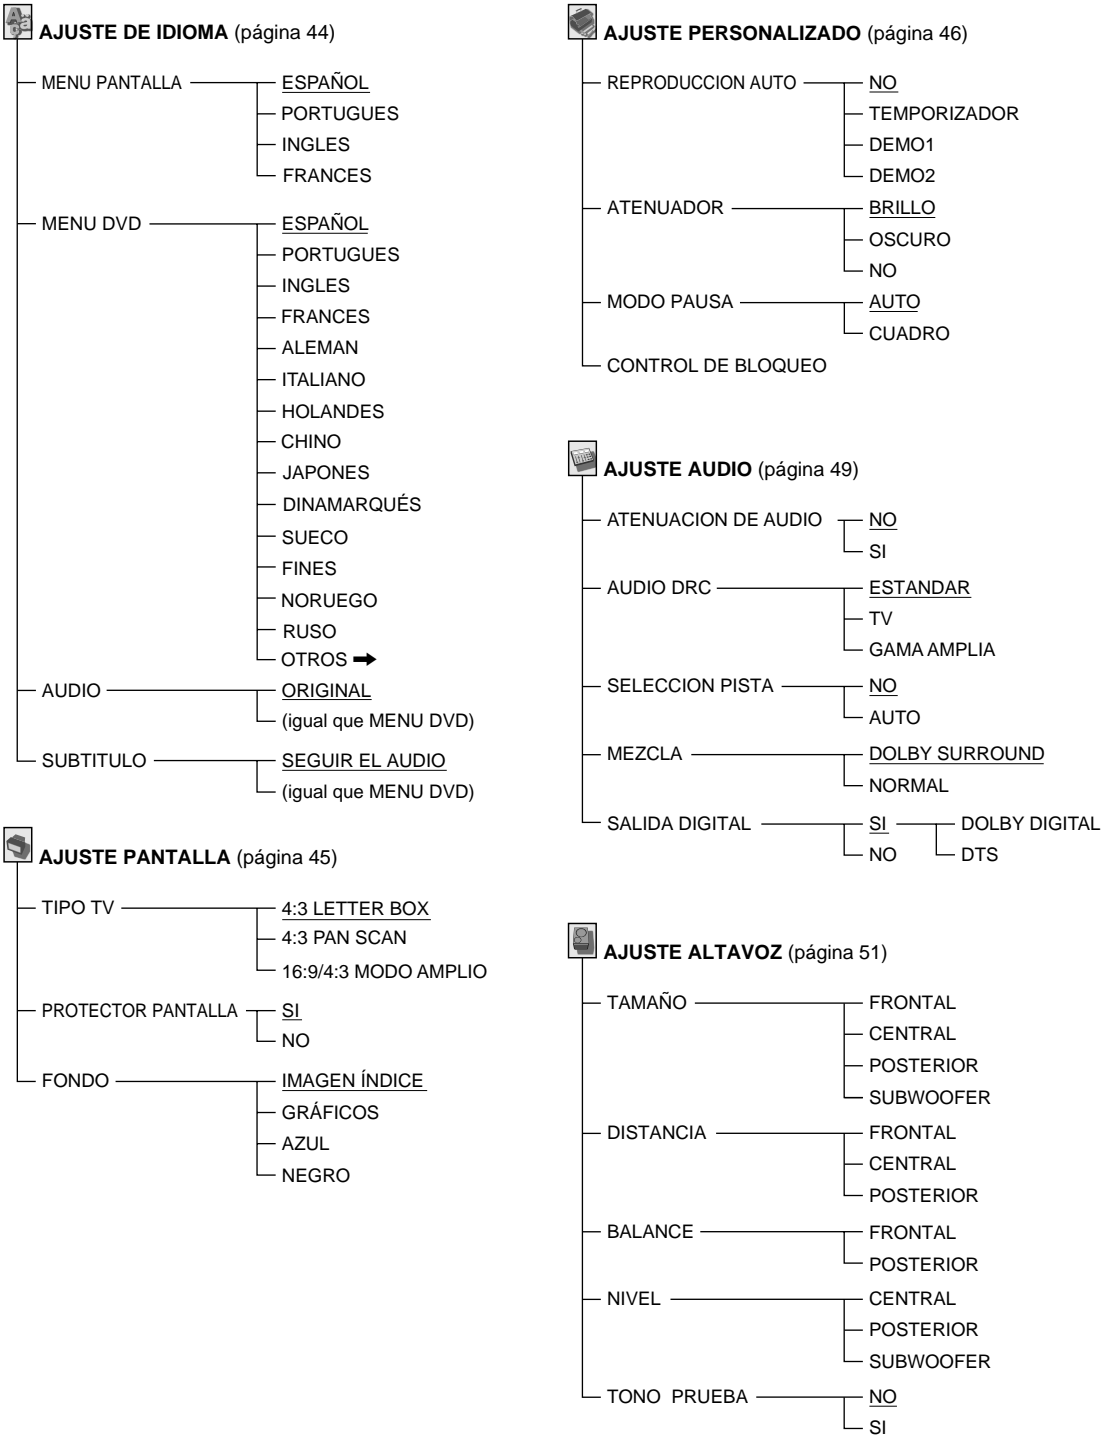 AJUSTE DE IDIOMA (página 44)
MENU PANTALLA
ESPAÑOL
PORTUGUES
INGLES
FRANCES
MENU DVD
ESPAÑOL
PORTUGUES
INGLES
FRANCES
ALEMAN
ITALIANO
HOLANDES
CHINO
JAPONES
DINAMARQUÉS
SUECO
FINES
NORUEGO
RUSO
OTROS ➡
AUDIO
ORIGINAL
(igual que MENU DVD)
SUBTITULO
SEGUIR EL AUDIO
(igual que MENU DVD)
AJUSTE PANTALLA (página 45)
TIPO TV
4:3 LETTER BOX
4:3 PAN SCAN
16:9/4:3 MODO AMPLIO
PROTECTOR PANTALLA
SI
NO
FONDO
IMAGEN ÍNDICE
GRÁFICOS
AZUL
NEGRO
AJUSTE PERSONALIZADO (página 46)
REPRODUCCION AUTO
NO
TEMPORIZADOR
DEMO1
DEMO2
ATENUADOR
BRILLO
OSCURO
NO
MODO PAUSA
AUTO
CUADRO
CONTROL DE BLOQUEO
AJUSTE AUDIO (página 49)
ATENUACION DE AUDIO
NO
SI
AUDIO DRC
ESTANDAR
TV
GAMA AMPLIA
SELECCION PISTA
NO
AUTO
MEZCLA
DOLBY SURROUND
NORMAL
SALIDA DIGITAL
SI
DOLBY DIGITAL
NO
DTS
AJUSTE ALTAVOZ (página 51)
TAMAÑO
FRONTAL
CENTRAL
POSTERIOR
SUBWOOFER
DISTANCIA
FRONTAL
CENTRAL
POSTERIOR
BALANCE
FRONTAL
POSTERIOR
NIVEL
CENTRAL
POSTERIOR
SUBWOOFER
TONO PRUEBA
NO
SI